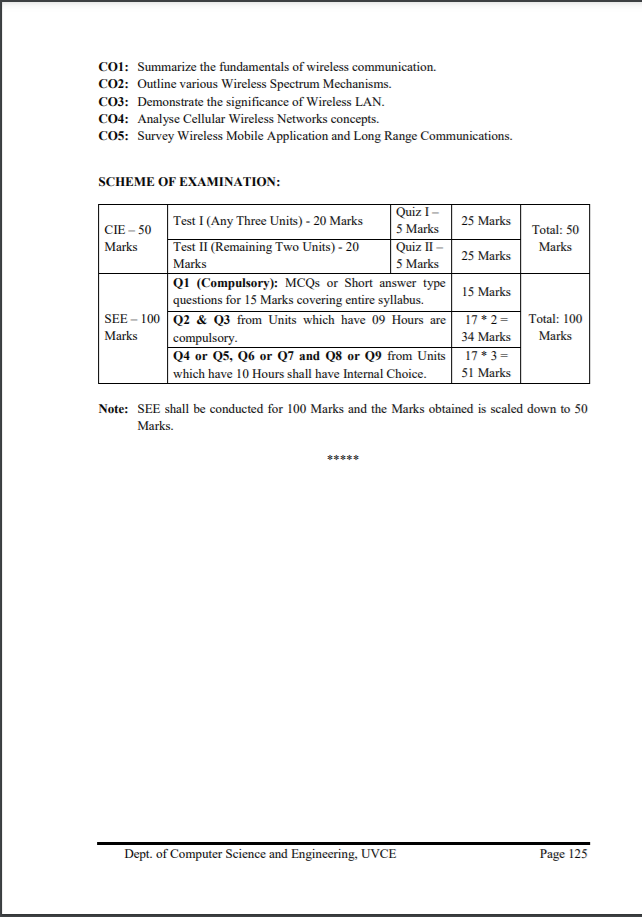 CO1: Summarize the fundamentals of wireless communication.
CO2: Outline various Wireless Spectrum Mechanisms.
CO3: Demonstrate the significance of Wireless LAN.
CO4: Analyse Cellular Wireless Networks concepts.
CO5: Survey Wireless Mobile Application and Long Range Communications.
SCHEME OF EXAMINATION:
CIE – 50
Marks
Test I (Any Three Units) - 20 Marks
Quiz I –
5 Marks
25 Marks
Total: 50
Marks
Test II (Remaining Two Units) - 20
Marks
Quiz II –
5 Marks
25 Marks
SEE – 100
Marks
Q1 (Compulsory): MCQs or Short answer type
questions for 15 Marks covering entire syllabus.
15 Marks
Total: 100
Marks
Q2 & Q3 from Units which have 09 Hours are
compulsory.
17 * 2 =
34 Marks
Q4 or Q5, Q6 or Q7 and Q8 or Q9 from Units
which have 10 Hours shall have Internal Choice.
17 * 3 =
51 Marks
Note: SEE shall be conducted for 100 Marks and the Marks obtained is scaled down to 50
Marks.
*****
Dept. of Computer Science and Engineering, UVCE Page 125